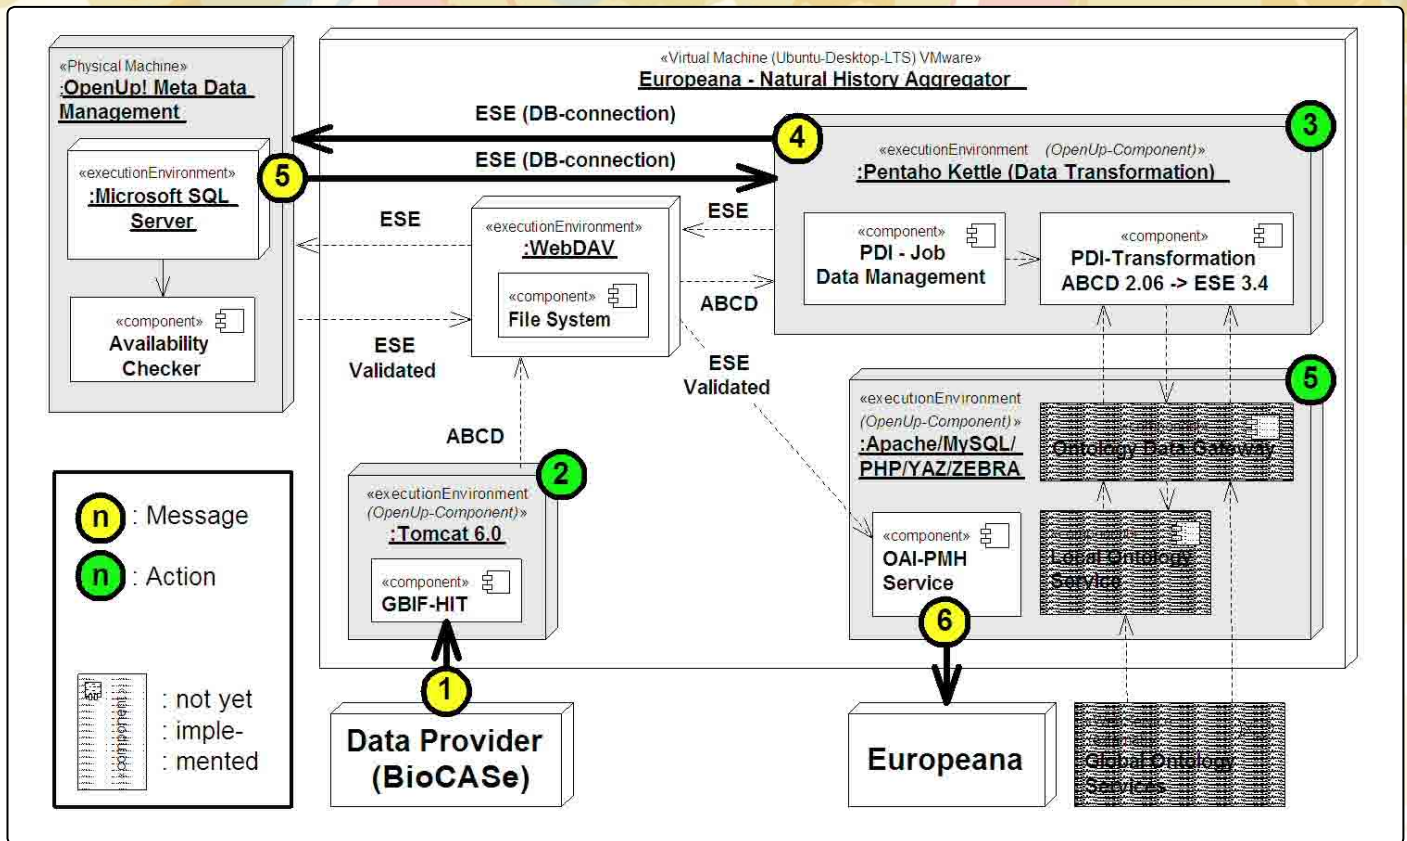 «Physical Machine»
:OpenUp! Meta Data
Management
«executionEnvironment»
:Microsoft SQL
Server
«component»
Availability
Checker
«Virtual Machine (Ubuntu-Desktop-LTS) VMware»
Europeana - Natural History Aggregator
ESE (DB-connection)
4
3
ESE (DB-connection)
5
«executionEnvironment (OpenUp-Component)»
:Pentaho Kettle (Data Transformation)
«component»
PDI - Job
Data Management
«component»
PDI-Transformation
ABCD 2.06 -> ESE 3.4
ESE
ESE
«executionEnvironment»
:WebDAV
«component»
File System
ABCD
ESE
Validated
ESE
Validated
ABCD
2
«executionEnvironment
(OpenUp-Component)»
:Tomcat 6.0
«component»
GBIF-HIT
5
«executionEnvironment
(OpenUp-Component)»
:Apache/MySQL/
PHP/YAZ/ZEBRA
Ontology Data Gateway
«component»
OAI-PMH
Service
Local Ontology
Service
6
1
Data Provider
(BioCASe)
Europeana
Global Ontology
Services
n : Message
n : Action
«component»
: not yet
: imple-
: mented